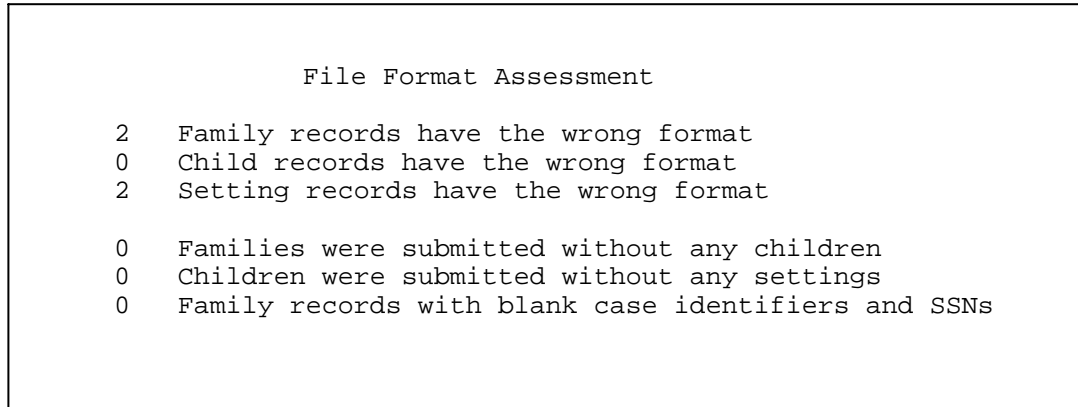 File Format Assessment
2 Family records have the wrong format
0 Child records have the wrong format
2 Setting records have the wrong format
0 Families were submitted without any children
0 Children were submitted without any settings
0 Family records with blank case identifiers and SSNs